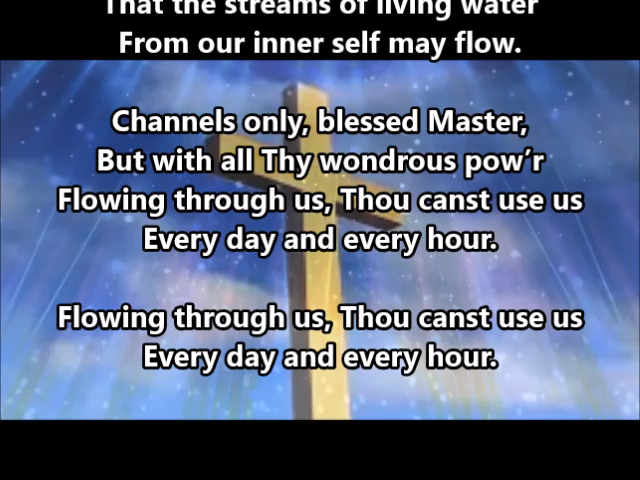 That the streams of living water
From our inner self may flow.
Channels only, blessed Master,
But with all Thy wondrous pow’r
Flowing through us, Thou canst use us
Every day and every hour.
Flowing through us, Thou canst use us
Every day and every hour.